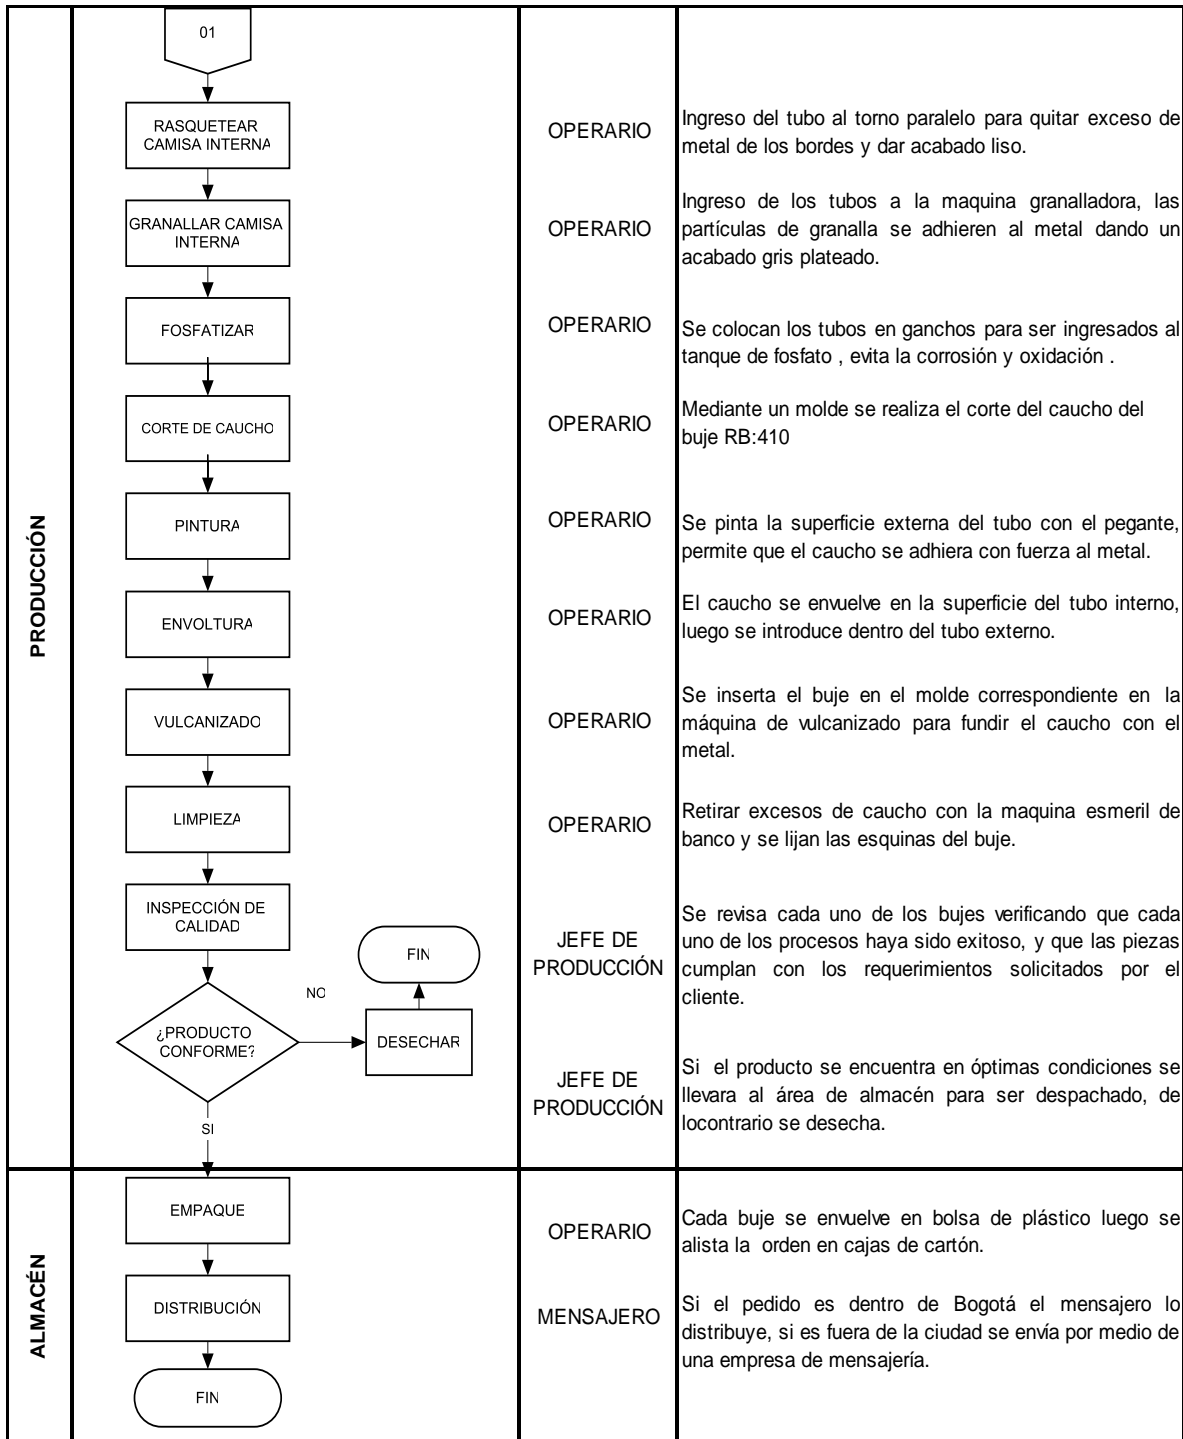 01
PRODUCCIÓN
RASQUETEAR
CAMISA INTERNA
OPERARIO
Ingreso del tubo al torno paralelo para quitar exceso de
metal de los bordes y dar acabado liso.
GRANALLAR CAMISA
INTERNA
OPERARIO
Ingreso de los tubos a la maquina granalladora, las
partículas de granalla se adhieren al metal dando un
acabado gris plateado.
FOSFATIZAR
OPERARIO
Se colocan los tubos en ganchos para ser ingresados al
tanque de fosfato , evita la corrosión y oxidación .
CORTE DE CAUCHO
OPERARIO
Mediante un molde se realiza el corte del caucho del
buje RB:410
PINTURA
OPERARIO
Se pinta la superficie externa del tubo con el pegante,
permite que el caucho se adhiera con fuerza al metal.
ENVOLTURA
OPERARIO
El caucho se envuelve en la superficie del tubo interno,
luego se introduce dentro del tubo externo.
VULCANIZADO
OPERARIO
Se inserta el buje en el molde correspondiente en la
máquina de vulcanizado para fundir el caucho con el
metal.
LIMPIEZA
OPERARIO
Retirar excesos de caucho con la maquina esmeril de
banco y se lijan las esquinas del buje.
INSPECCIÓN DE
CALIDAD
JEFE DE
PRODUCCIÓN
Se revisa cada uno de los bujes verificando que cada
uno de los procesos haya sido exitoso, y que las piezas
cumplan con los requerimientos solicitados por el
cliente.
FIN
NO
¿PRODUCTO
CONFORME?
DESECHAR
JEFE DE
PRODUCCIÓN
Si el producto se encuentra en óptimas condiciones se
llevara al área de almacén para ser despachado, de
locontrario se desecha.
SI
ALMACÉN
EMPAQUE
OPERARIO
Cada buje se envuelve en bolsa de plástico luego se
alista la orden en cajas de cartón.
DISTRIBUCIÓN
MENSAJERO
Si el pedido es dentro de Bogotá el mensajero lo
distribuye, si es fuera de la ciudad se envía por medio de
una empresa de mensajería.
FIN